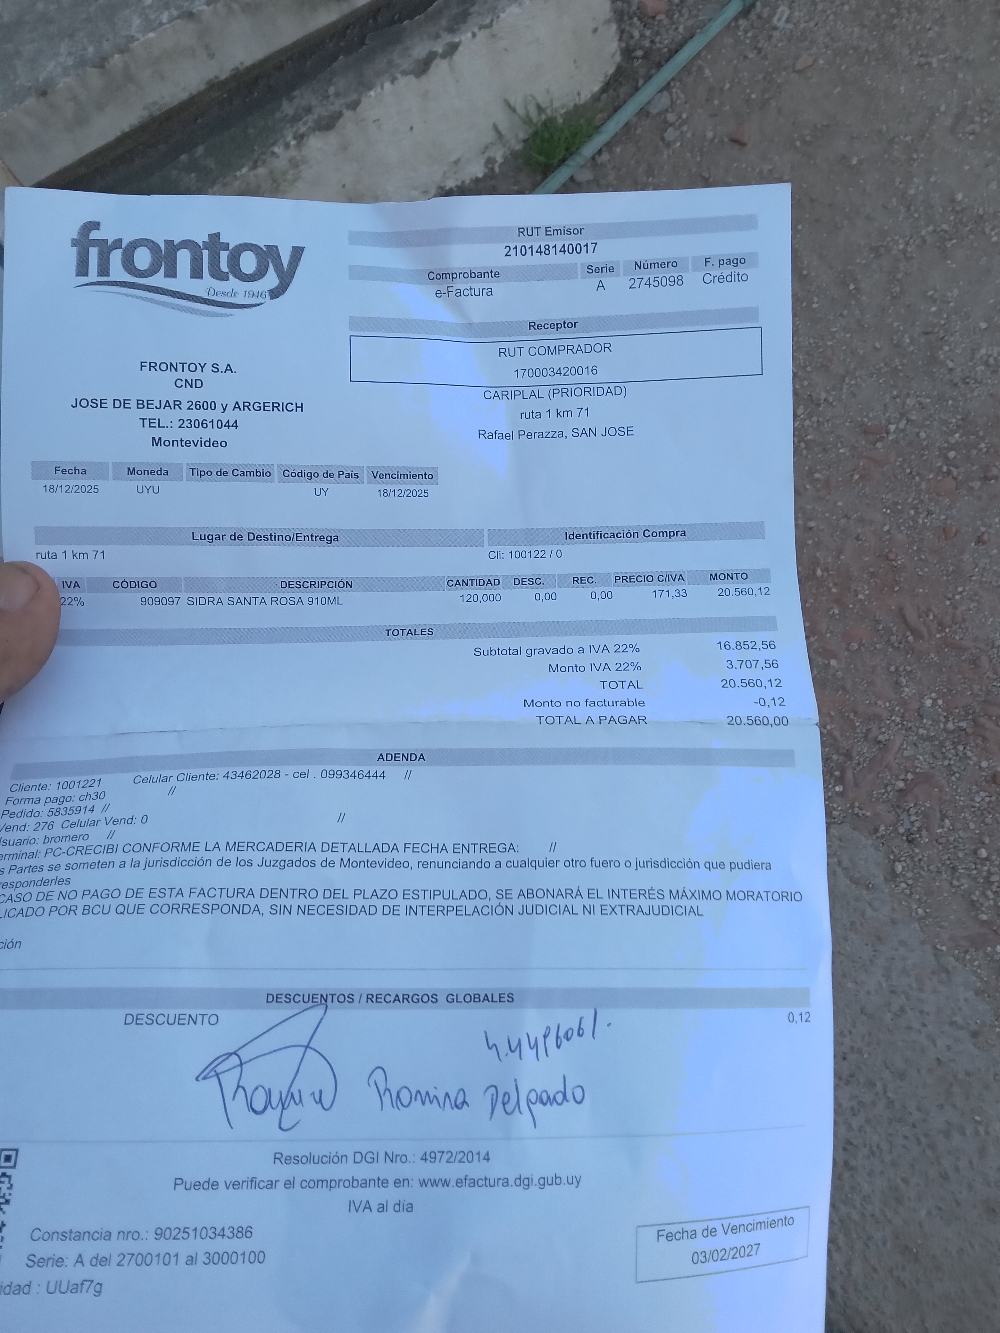 frontoy
Desde 1946
RUT Emisor
210148140017
Comprobante Serie Número F. pago
e-Factura A 2745098 Crédito
Receptor
RUT COMPRADOR
170003420016
CARIPLAL (PRIORIDAD)
ruta 1 km 71
Rafael Perazza, SAN JOSE
FRONTOY S.A.
CND
JOSE DE BEJAR 2600 y ARGERICH
TEL.: 23061044
Montevideo
Fecha Moneda Tipo de Cambio Código de País Vencimiento
18/12/2025 UYU UY 18/12/2025
Lugar de Destino/Entrega Identificación Compra
ruta 1 km 71 Cli: 100122 / 0
IVA CÓDIGO DESCRIPCIÓN CANTIDAD DESC. REC. PRECIO C/IVA MONTO
22% 909097 SIDRA SANTA ROSA 910ML 120,000 0,00 0,00 171,33 20.560,12
TOTALES
Subtotal gravado a IVA 22% 16.852,56
Monto IVA 22% 3.707,56
TOTAL 20.560,12
Monto no facturable -0,12
TOTAL A PAGAR 20.560,00
ADENDA
Cliente: 1001221 Celular Cliente: 43462028 - cel . 099346444 //
Forma pago: ch30 //
Pedido: 5835914 //
Vend: 276 Celular Vend: 0 //
suario: bromero //
erminal: PC-CRECIBI CONFORME LA MERCADERIA DETALLADA FECHA ENTREGA: //
s Partes se someten a la jurisdicción de los Juzgados de Montevideo, renunciando a cualquier otro fuero o jurisdicción que pudiera
responderles
CASO DE NO PAGO DE ESTA FACTURA DENTRO DEL PLAZO ESTIPULADO, SE ABONARÁ EL INTERÉS MÁXIMO MORATORIO
LICADO POR BCU QUE CORRESPONDA, SIN NECESIDAD DE INTERPELACIÓN JUDICIAL NI EXTRAJUDICIAL
ción
DESCUENTOS / RECARGOS GLOBALES
DESCUENTO 0,12
4.449606/.
Romina Delgado
Resolución DGI Nro.: 4972/2014
Puede verificar el comprobante en: www.efactura.dgi.gub.uy
IVA al día
Constancia nro.: 90251034386
Serie: A del 2700101 al 3000100
idad : UUaf7g
Fecha de Vencimiento
03/02/2027